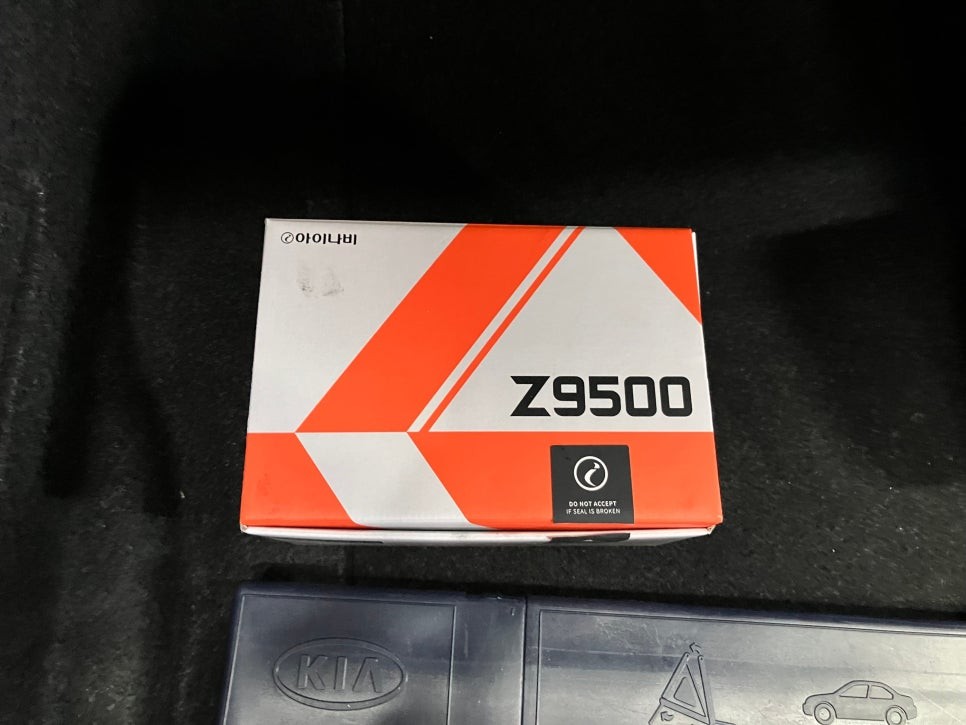 아이나비
Z9500
DO NOT ACCEPT
IF SEAL IS BROKEN
KIA